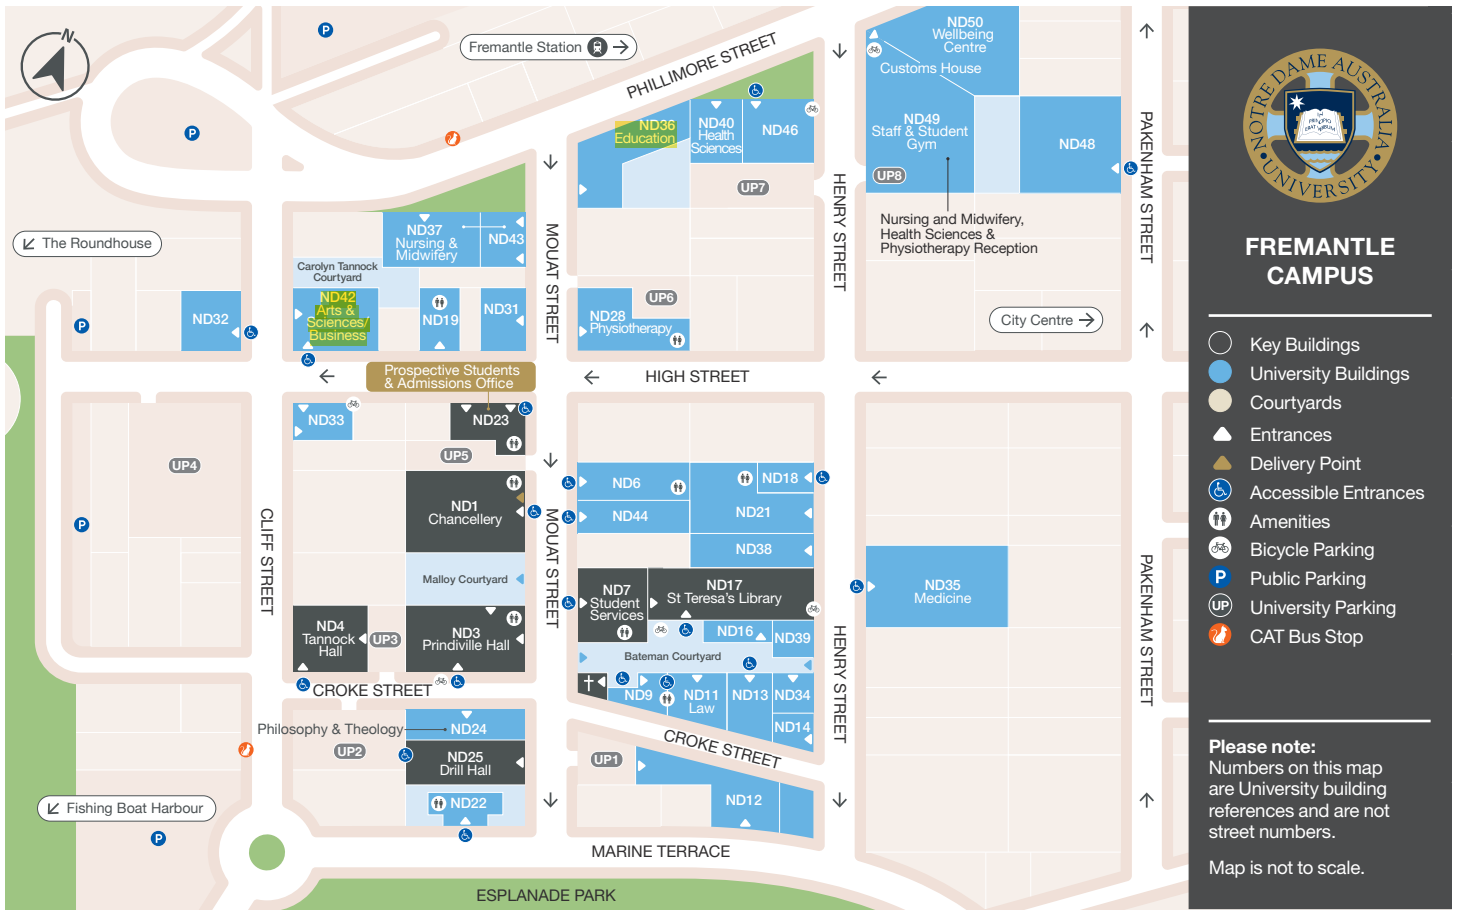 N
Fremantle Station
PHILLIMORE STREET
ND50
Wellbeing
Centre
Customs House
ND36
Education
ND40
Health
Sciences
ND46
ND49
Staff & Student
Gym
ND48
UP8
UP7
The Roundhouse
ND37
Nursing &
Midwifery
ND43
Nursing and Midwifery,
Health Sciences &
Physiotherapy Reception
Carolyn Tannock
Courtyard
MOUAT STREET
HENRY STREET
PAKENHAM STREET
ND32
ND42
Arts &
Sciences/
Business
ND19
ND31
ND28
Physiotherapy
UP6
City Centre
Prospective Students
& Admissions Office
HIGH STREET
ND33
ND23
UP5
UP4
ND1
Chancellery
ND6
ND18
ND44
ND21
ND38
CLIFF STREET
MOUAT STREET
Malloy Courtyard
ND7
Student
Services
ND17
St Teresa's Library
ND35
Medicine
ND4
Tannock
Hall
UP3
ND3
Prindiville Hall
ND16
ND39
Bateman Courtyard
HENRY STREET
PAKENHAM STREET
CROKE STREET
ND9
ND11
Law
ND13
ND34
ND14
Philosophy & Theology
ND24
UP2
ND25
Drill Hall
CROKE STREET
UP1
ND22
ND12
Fishing Boat Harbour
MARINE TERRACE
ESPLANADE PARK
P
P
P
P
P
NOTRE DAME AUSTRALIA
UNIVERSITY
FREMANTLE
CAMPUS
Key Buildings
University Buildings
Courtyards
Entrances
Delivery Point
Accessible Entrances
Amenities
Bicycle Parking
P Public Parking
UP University Parking
CAT Bus Stop
Please note:
Numbers on this map
are University building
references and are not
street numbers.
Map is not to scale.